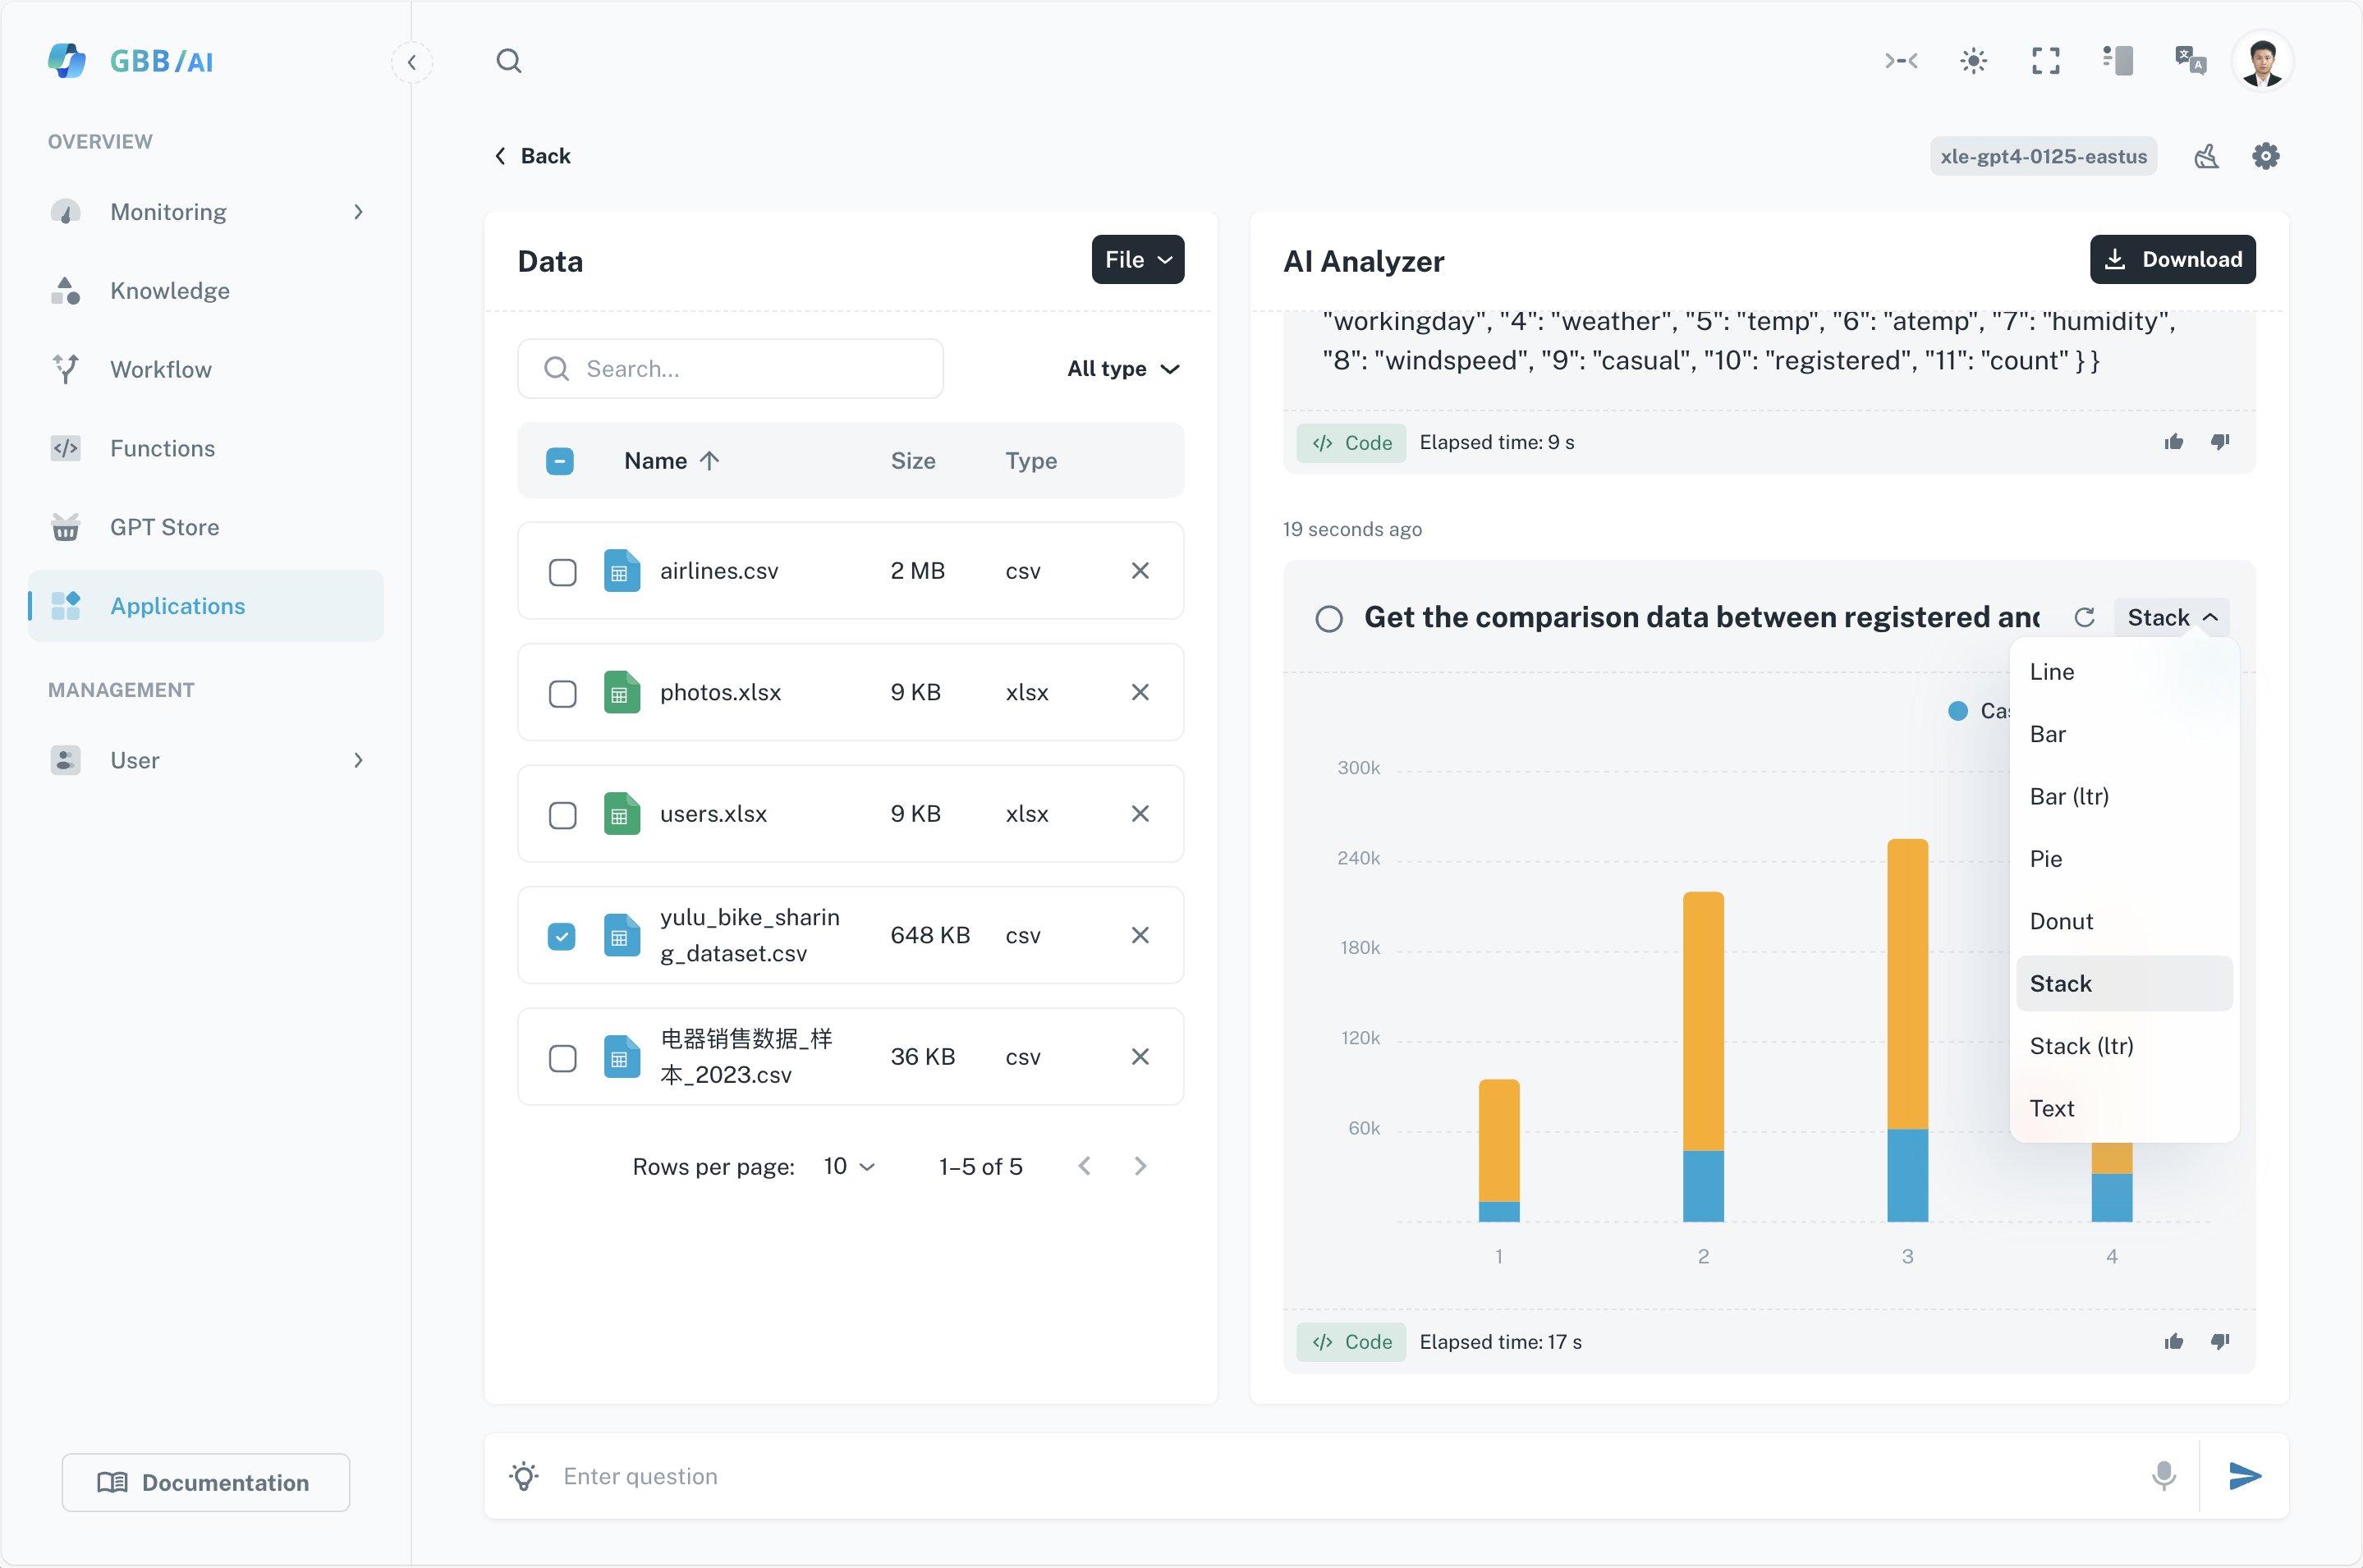 GBB/AI
OVERVIEW
Monitoring
Knowledge
Workflow
Functions
GPT Store
Applications
MANAGEMENT
User
Documentation
Back
xle-gpt4-0125-eastus
Data
File
Search...
All type
Name
Size
Type
airlines.csv
2 MB
csv
photos.xlsx
9 KB
xlsx
users.xlsx
9 KB
xlsx
yulu_bike_sharin
g_dataset.csv
648 KB
csv
电器销售数据_样
本_2023.csv
36 KB
csv
Rows per page:
10
1–5 of 5
AI Analyzer
Download
"workingday", "4": "weather", "5": "temp", "6": "atemp", "7": "humidity",
"8": "windspeed", "9": "casual", "10": "registered", "11": "count" } }
</> Code
Elapsed time: 9 s
19 seconds ago
Get the comparison data between registered
Stack
Line
Bar
Bar (ltr)
Pie
Donut
Stack
Stack (ltr)
Text
300k
240k
180k
120k
60k
1
2
3
4
</> Code
Elapsed time: 17 s
Enter question